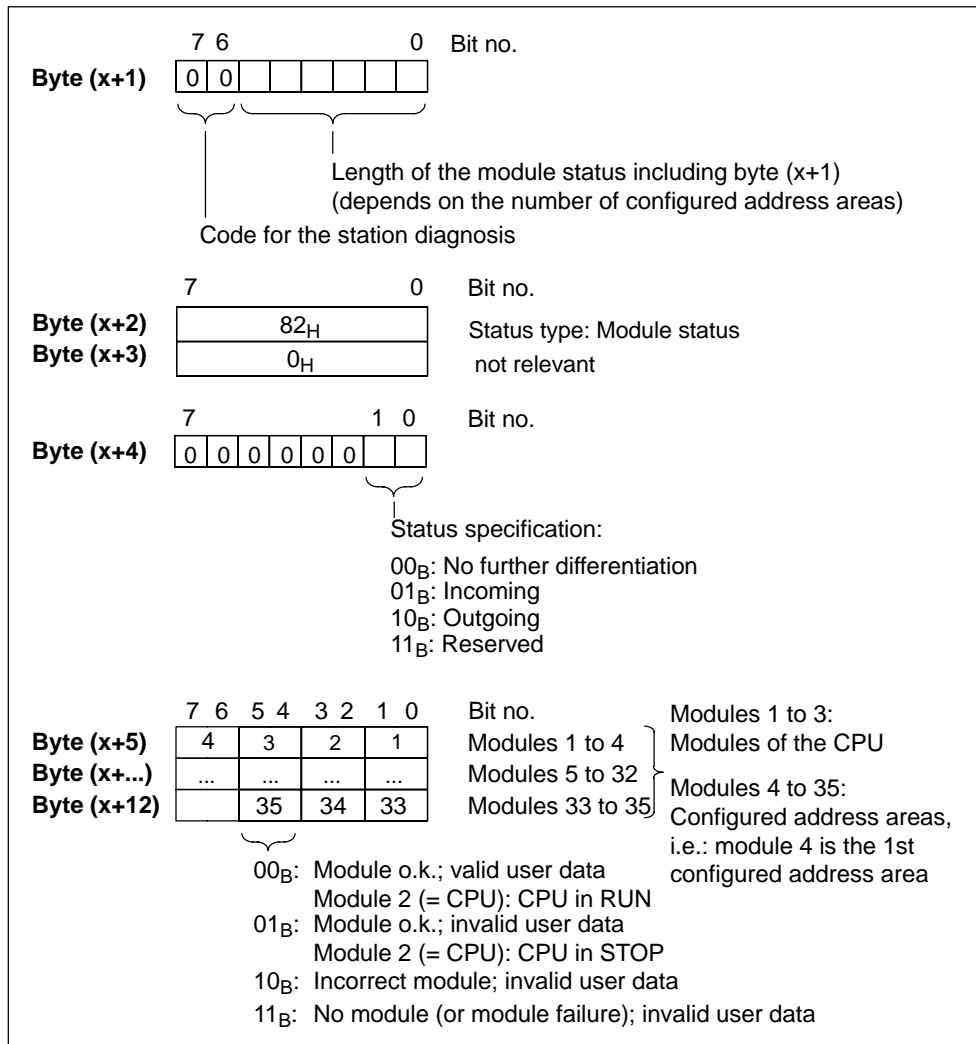 7 6 0 Bit no.
Byte (x+1) 0 0
Length of the module status including byte (x+1)
(depends on the number of configured address areas)
Code for the station diagnosis
7 0 Bit no.
Byte (x+2) 82H Status type: Module status
Byte (x+3) 0H not relevant
7 1 0 Bit no.
Byte (x+4) 0 0 0 0 0 0
Status specification:
00B: No further differentiation
01B: Incoming
10B: Outgoing
11B: Reserved
7 6 5 4 3 2 1 0 Bit no.
Byte (x+5) 4 3 2 1 Modules 1 to 4
Byte (x+...) ... ... ... ... Modules 5 to 32
Byte (x+12) 35 34 33 Modules 33 to 35
Modules 1 to 3:
Modules of the CPU
Modules 4 to 35:
Configured address areas,
i.e.: module 4 is the 1st
configured address area
00B: Module o.k.; valid user data
Module 2 (= CPU): CPU in RUN
01B: Module o.k.; invalid user data
Module 2 (= CPU): CPU in STOP
10B: Incorrect module; invalid user data
11B: No module (or module failure); invalid user data